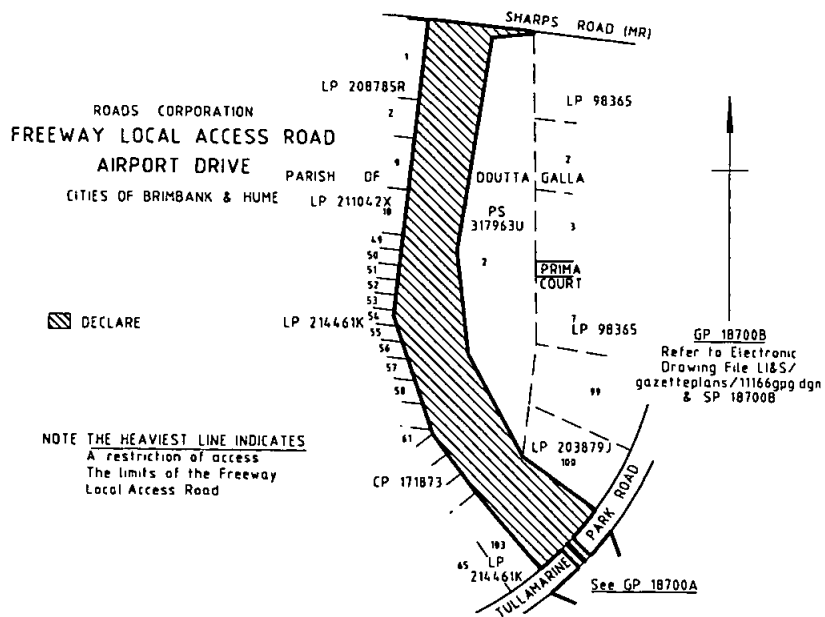 SHARPS ROAD (MR)
1
LP 208785R
2
9
LP 98365
ROADS CORPORATION
FREEWAY LOCAL ACCESS ROAD
AIRPORT DRIVE
CITIES OF BRIMBANK & HUME
PARISH OF DOUTTA GALLA
2
LP 211042X
10
PS
317963U
2
3
49
50
51
52
53
54
55
56
57
58
61
PRIMA
COURT
7
LP 98365
DECLARE
LP 214461K
GP 18700B
Refer to Electronic
Drawing File LI&S/
gazetteplans/11166gpg.dgn
& SP 18700B
99
NOTE THE HEAVIEST LINE INDICATES
A restriction of access
The limits of the Freeway
Local Access Road
LP 203879J
100
CP 171873
103
LP
214461K
65
TULLAMARINE PARK ROAD
See GP 18700A